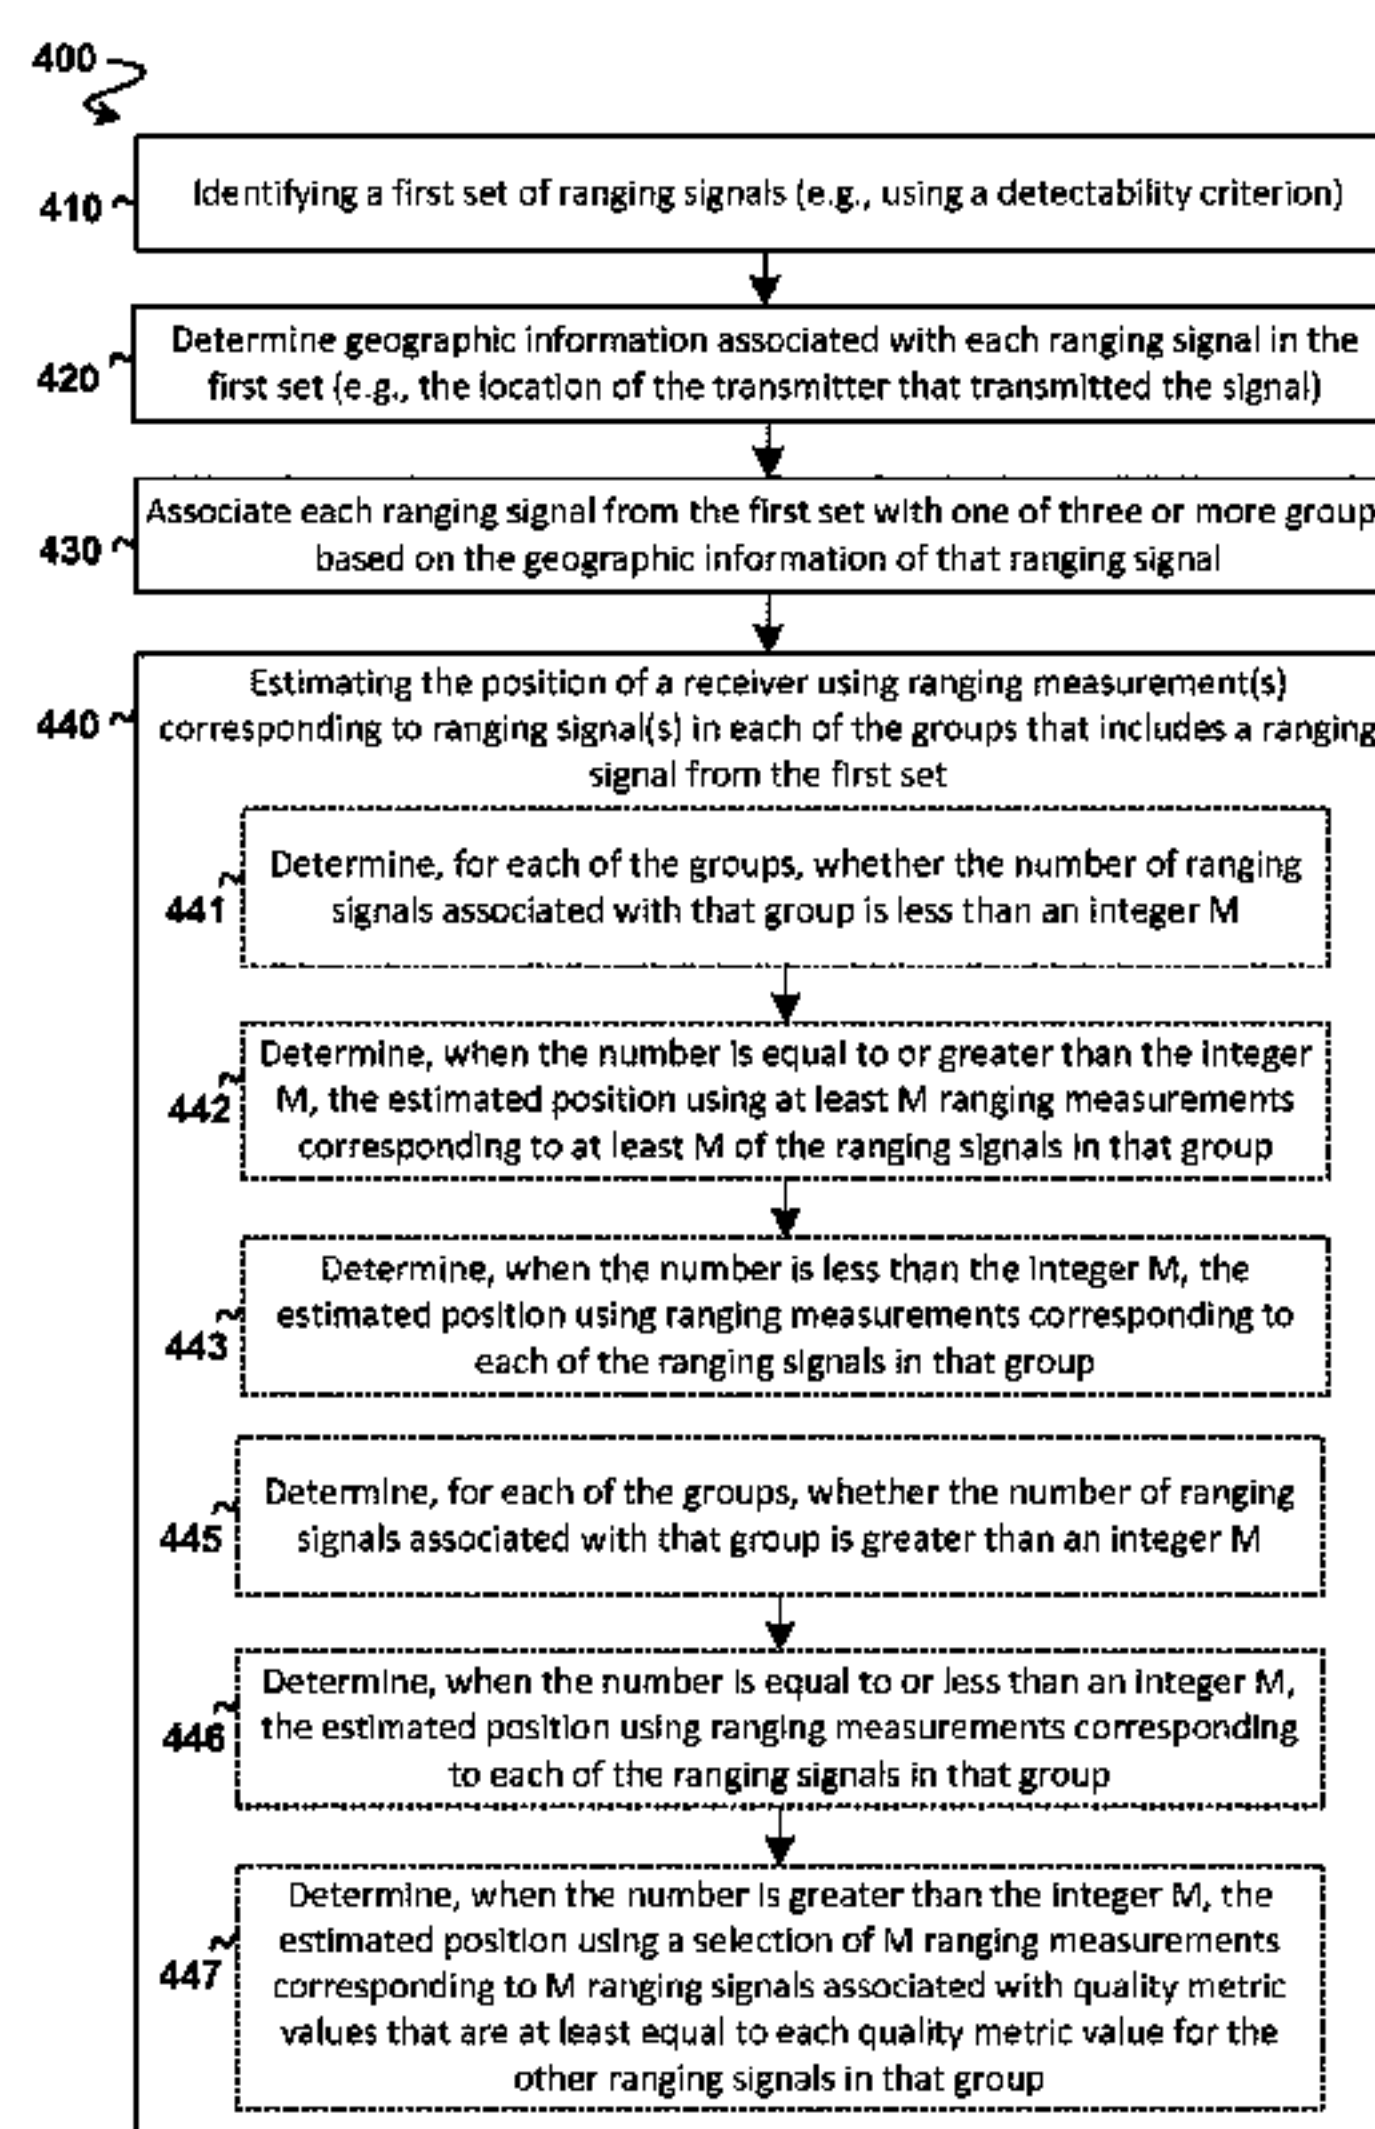 400
410
Identifying a first set of ranging signals (e.g., using a detectability criterion)
420
Determine geographic information associated with each ranging signal in the
first set (e.g., the location of the transmitter that transmitted the signal)
430
Associate each ranging signal from the first set with one of three or more group
based on the geographic information of that ranging signal
440
Estimating the position of a receiver using ranging measurement(s)
corresponding to ranging signal(s) in each of the groups that includes a ranging
signal from the first set
441
Determine, for each of the groups, whether the number of ranging
signals associated with that group is less than an integer M
442
Determine, when the number is equal to or greater than the integer
M, the estimated position using at least M ranging measurements
corresponding to at least M of the ranging signals in that group
443
Determine, when the number is less than the integer M, the
estimated position using ranging measurements corresponding to
each of the ranging signals in that group
445
Determine, for each of the groups, whether the number of ranging
signals associated with that group is greater than an integer M
446
Determine, when the number is equal to or less than an integer M,
the estimated position using ranging measurements corresponding
to each of the ranging signals in that group
447
Determine, when the number is greater than the integer M, the
estimated position using a selection of M ranging measurements
corresponding to M ranging signals associated with quality metric
values that are at least equal to each quality metric value for the
other ranging signals in that group